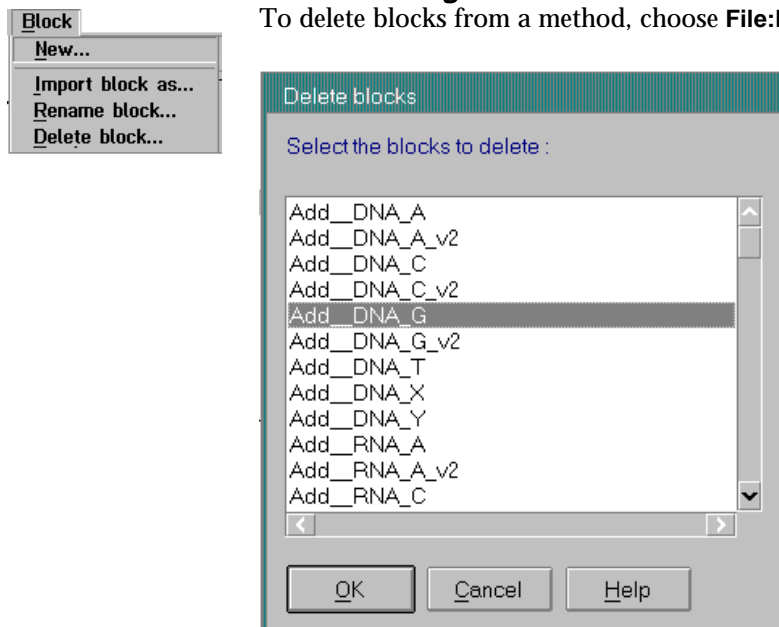 Block
New...
Import block as...
Rename block...
Delete block...
To delete blocks from a method, choose File:
Delete blocks
Select the blocks to delete :
Add__DNA_A
Add__DNA_A_v2
Add__DNA_C
Add__DNA_C_v2
Add__DNA_G
Add__DNA_G_v2
Add__DNA_T
Add__DNA_X
Add__DNA_Y
Add__RNA_A
Add__RNA_A_v2
Add__RNA_C
OK Cancel Help